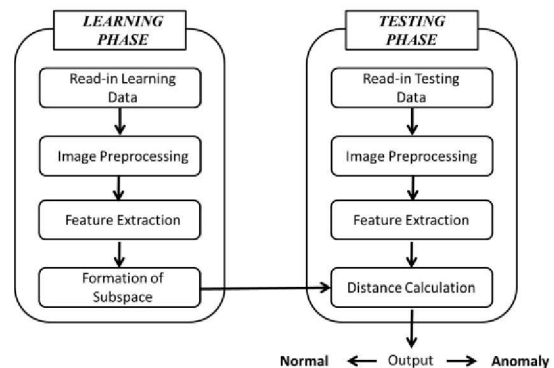 LEARNING
PHASE
Read-in Learning
Data
Image Preprocessing
Feature Extraction
Formation of
Subspace
TESTING
PHASE
Read-in Testing
Data
Image Preprocessing
Feature Extraction
Distance Calculation
Normal Output Anomaly